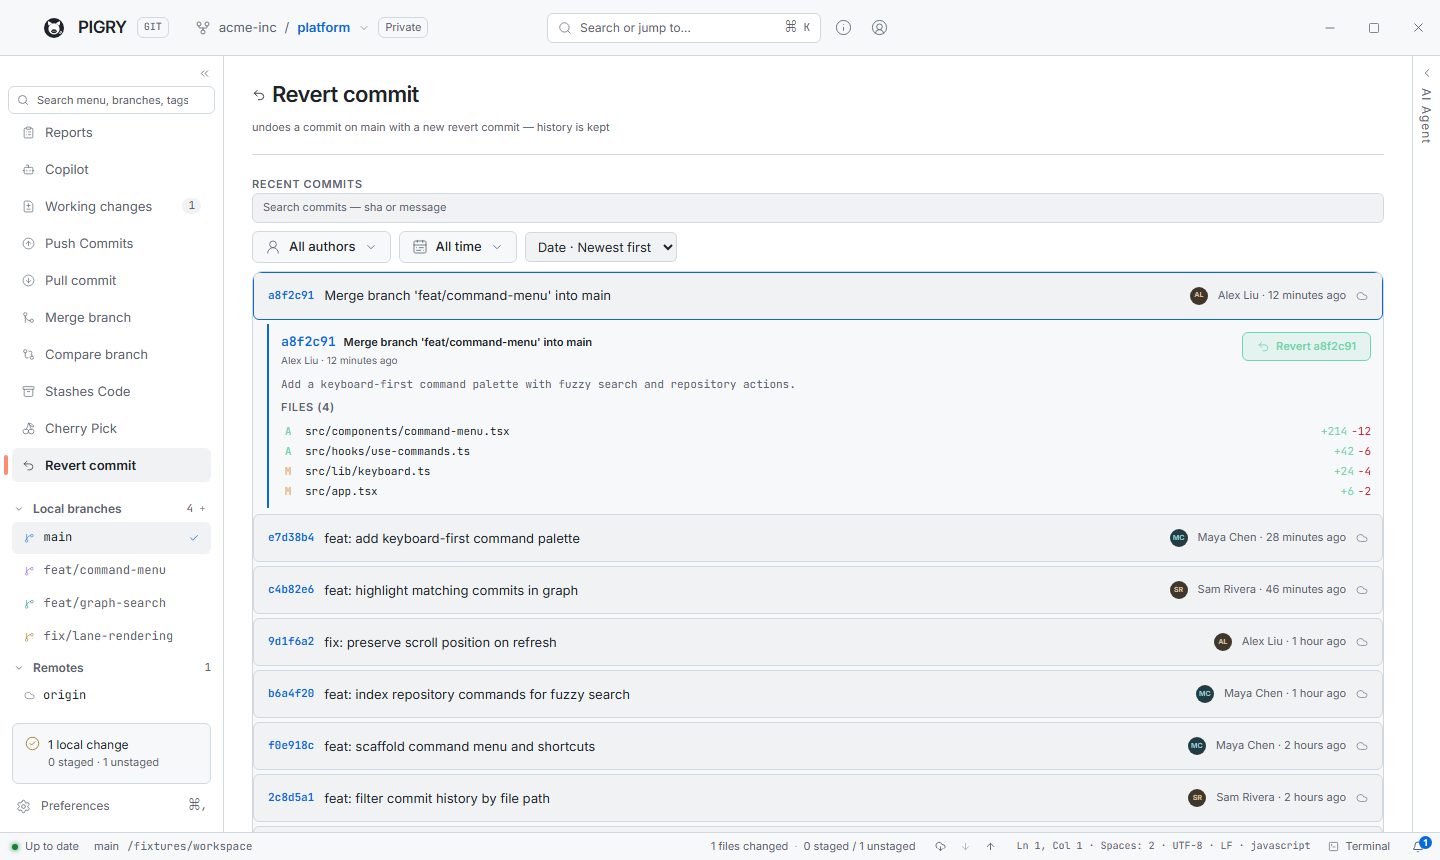 PIGRY GIT acme-inc / platform Private Search or jump to... ⌘ K
Search menu, branches, tags
Reports
Copilot
Working changes 1
Push Commits
Pull commit
Merge branch
Compare branch
Stashes Code
Cherry Pick
Revert commit
Local branches 4 +
main
feat/command-menu
feat/graph-search
fix/lane-rendering
Remotes 1
origin
1 local change
0 staged · 1 unstaged
Preferences ⌘,
Revert commit
undoes a commit on main with a new revert commit — history is kept
RECENT COMMITS
Search commits — sha or message
All authors All time Date · Newest first
a8f2c91 Merge branch 'feat/command-menu' into main AL Alex Liu · 12 minutes ago
a8f2c91 Merge branch 'feat/command-menu' into main Revert a8f2c91
Alex Liu · 12 minutes ago
Add a keyboard-first command palette with fuzzy search and repository actions.
FILES (4)
A src/components/command-menu.tsx +214 -12
A src/hooks/use-commands.ts +42 -6
M src/lib/keyboard.ts +24 -4
M src/app.tsx +6 -2
e7d38b4 feat: add keyboard-first command palette MC Maya Chen · 28 minutes ago
c4b82e6 feat: highlight matching commits in graph SR Sam Rivera · 46 minutes ago
9d1f6a2 fix: preserve scroll position on refresh AL Alex Liu · 1 hour ago
b6a4f20 feat: index repository commands for fuzzy search MC Maya Chen · 1 hour ago
f0e918c feat: scaffold command menu and shortcuts MC Maya Chen · 2 hours ago
2c8d5a1 feat: filter commit history by file path SR Sam Rivera · 2 hours ago
AI Agent
Up to date main /fixtures/workspace 1 files changed · 0 staged / 1 unstaged Ln 1, Col 1 · Spaces: 2 · UTF-8 · LF · javascript Terminal 1